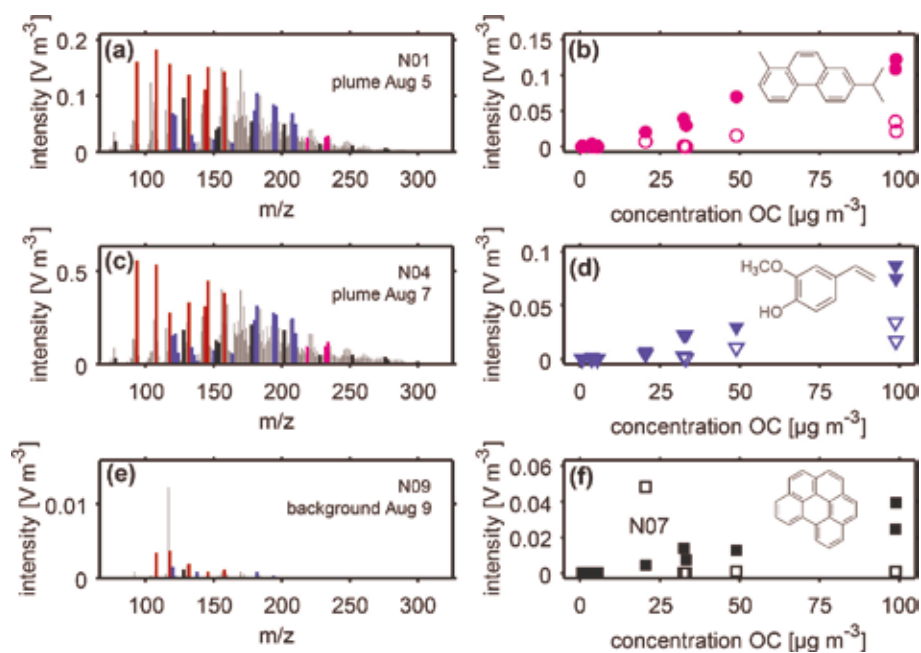 (a)
N01
plume Aug 5
intensity [V m⁻³]
0.2
0.1
0
100 150 200 250 300
m/z
(b)
intensity [V m⁻³]
0.15
0.1
0.05
0
0 25 50 75 100
concentration OC [µg m⁻³]
(c)
N04
plume Aug 7
intensity [V m⁻³]
0.5
0
100 150 200 250 300
m/z
(d)
H₃CO
HO
intensity [V m⁻³]
0.1
0.05
0
0 25 50 75 100
concentration OC [µg m⁻³]
(e)
N09
background Aug 9
intensity [V m⁻³]
0.01
0
100 150 200 250 300
m/z
(f)
N07
intensity [V m⁻³]
0.06
0.04
0.02
0
0 25 50 75 100
concentration OC [µg m⁻³]